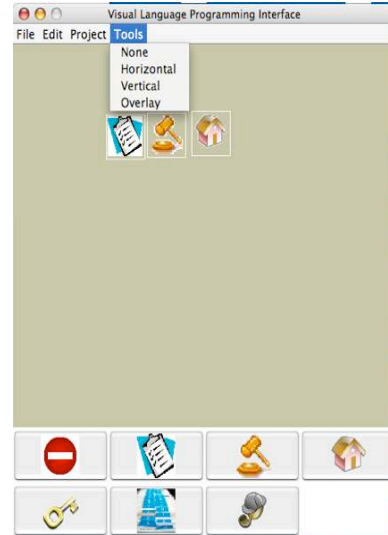 Visual Language Programming Interface
File Edit Project Tools
None
Horizontal
Vertical
Overlay